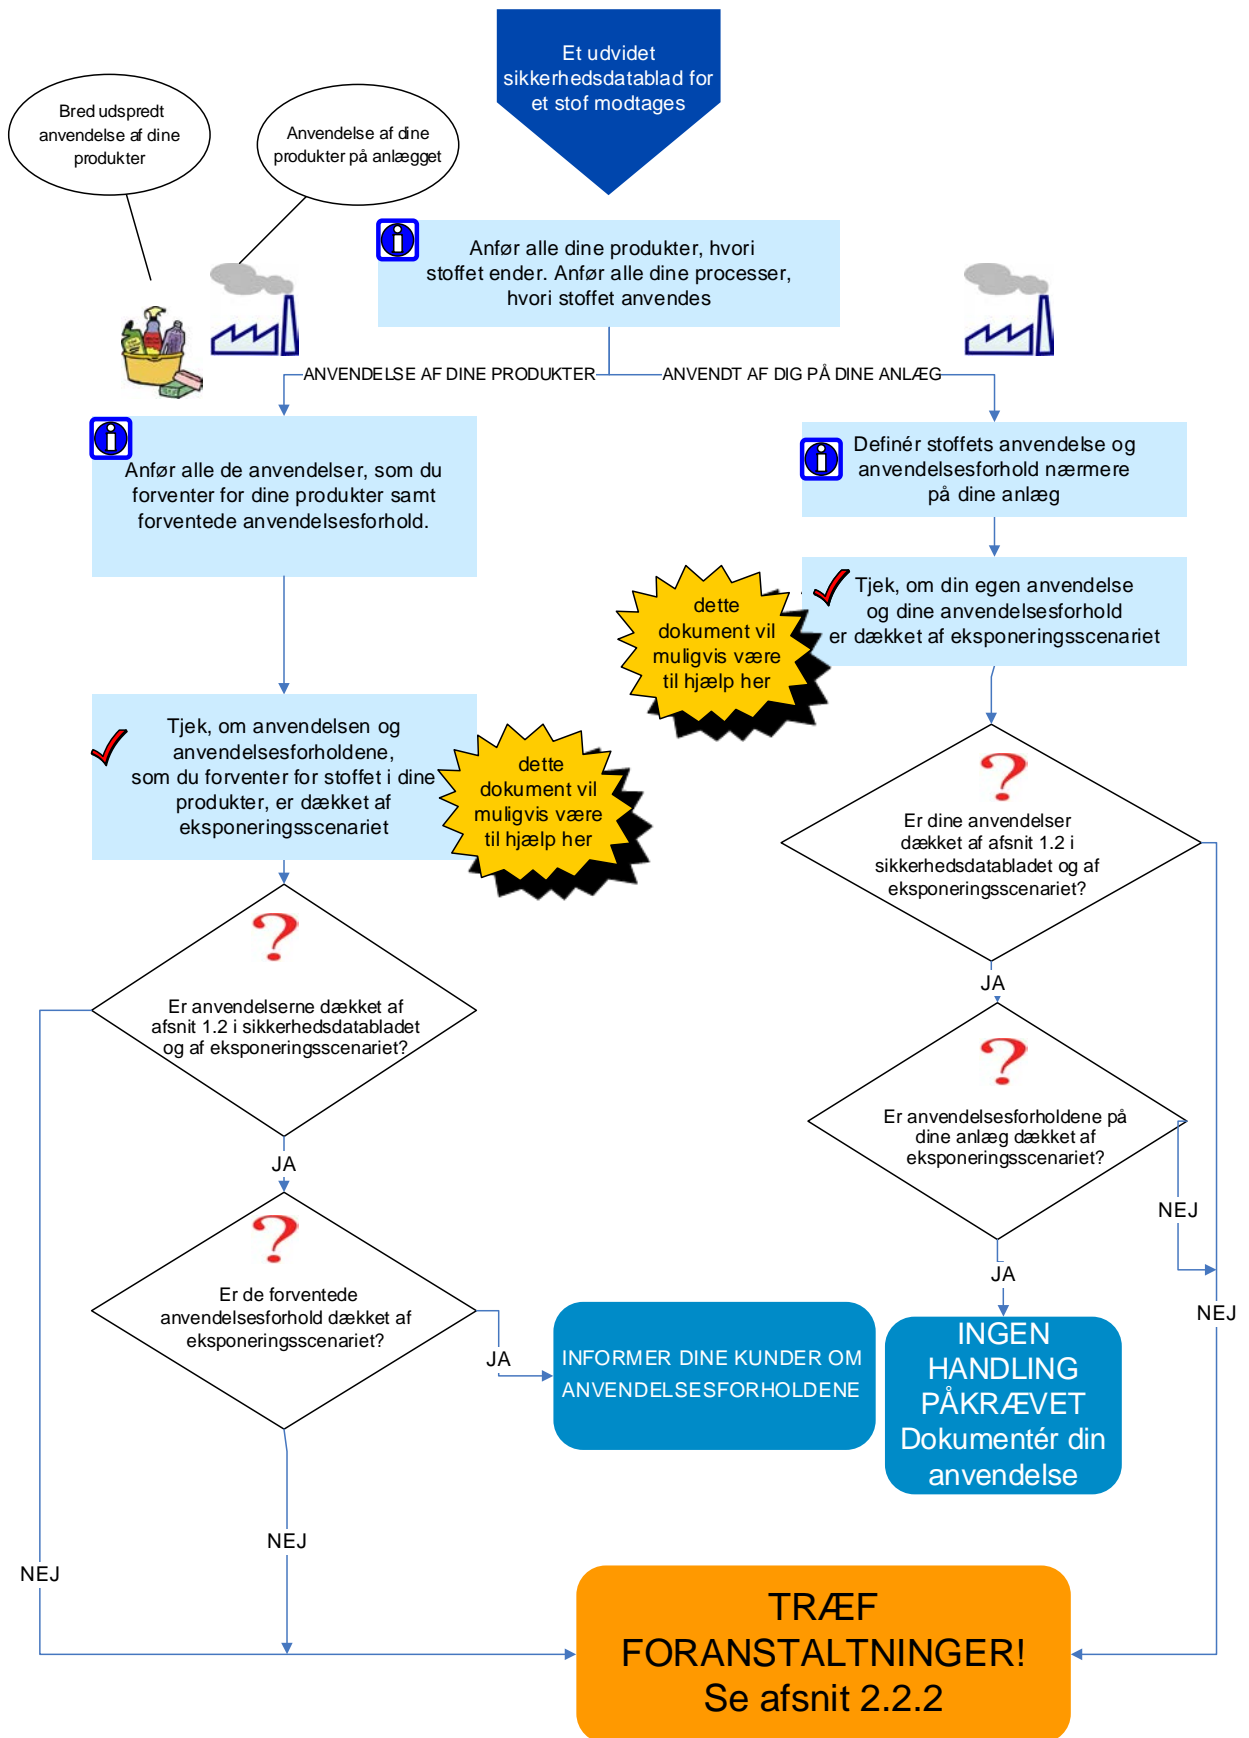 Et udvidet
sikkerhedsdatablad for
et stof modtages
Bred udspredt
anvendelse af dine
produkter
Anvendelse af dine
produkter på anlægget
Anfør alle dine produkter, hvori
stoffet ender. Anfør alle dine processer,
hvori stoffet anvendes
ANVENDELSE AF DINE PRODUKTER
ANVENDT AF DIG PÅ DINE ANLÆG
Anfør alle de anvendelser, som du
forventer for dine produkter samt
forventede anvendelsesforhold.
Definér stoffets anvendelse og
anvendelsesforhold nærmere
på dine anlæg
Tjek, om din egen anvendelse
og dine anvendelsesforhold
er dækket af eksponeringsscenariet
dette
dokument vil
muligvis være
til hjælp her
Tjek, om anvendelsen og
anvendelsesforholdene,
som du forventer for stoffet i dine
produkter, er dækket af
eksponeringsscenariet
dette
dokument vil
muligvis være
til hjælp her
Er dine anvendelser
dækket af afsnit 1.2 i
sikkerhedsdatabladet og af
eksponeringsscenariet?
JA
Er anvendelserne dækket af
afsnit 1.2 i sikkerhedsdatabladet
og af eksponeringsscenariet?
JA
Er anvendelsesforholdene på
dine anlæg dækket af
eksponeringsscenariet?
NEJ
JA
NEJ
Er de forventede
anvendelsesforhold dækket af
eksponeringsscenariet?
JA
INFORMER DINE KUNDER OM
ANVENDELSESFORHOLDENE
INGEN
HANDLING
PÅKRÆVET
Dokumentér din
anvendelse
NEJ
NEJ
TRÆF
FORANSTALTNINGER!
Se afsnit 2.2.2